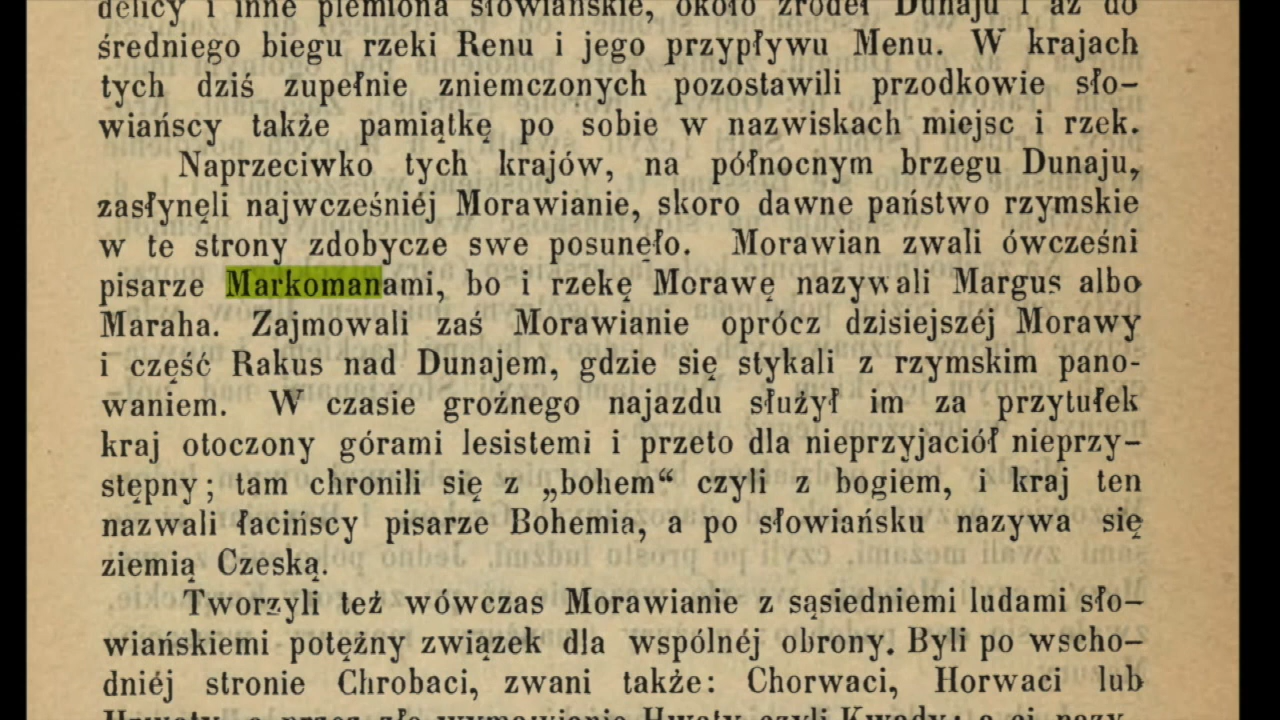 delicy i inne plemiona słowiańskie, około źródeł Dunaju i aż do
średniego biegu rzeki Renu i jego przypływu Menu. W krajach
tych dziś zupełnie zniemczonych pozostawili przodkowie sło-
wiańscy także pamiątkę po sobie w nazwiskach miejsc i rzek.
Naprzeciwko tych krajów, na północnym brzegu Dunaju,
zasłynęli najwcześniéj Morawianie, skoro dawne państwo rzymskie
w te strony zdobycze swe posunęło. Morawian zwali ówcześni
pisarze Markomanami, bo i rzekę Morawę nazywali Margus albo
Maraha. Zajmowali zaś Morawianie oprócz dzisiejszéj Morawy
i część Rakus nad Dunajem, gdzie się stykali z rzymskim pano-
waniem. W czasie groźnego najazdu służył im za przytułek
kraj otoczony górami lesistemi i przeto dla nieprzyjaciół nieprzy-
stępny; tam chronili się z „bohem“ czyli z bogiem, i kraj ten
nazwali łacińscy pisarze Bohemia, a po słowiańsku nazywa się
ziemią Czeską.
Tworzyli też wówczas Morawianie z sąsiedniemi ludami sło-
wiańskiemi potężny związek dla wspólnéj obrony. Byli po wscho-
dniéj stronie Chrobaci, zwani także: Chorwaci, Horwaci lub